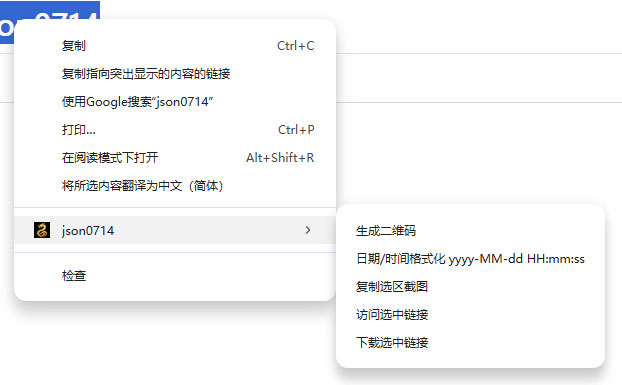 json0714
复制 Ctrl+C
复制指向突出显示的内容的链接
使用Google搜索“json0714”
打印... Ctrl+P
在阅读模式下打开 Alt+Shift+R
将所选内容翻译为中文（简体）
json0714
检查
生成二维码
日期/时间格式化 yyyy-MM-dd HH:mm:ss
复制选区截图
访问选中链接
下载选中链接